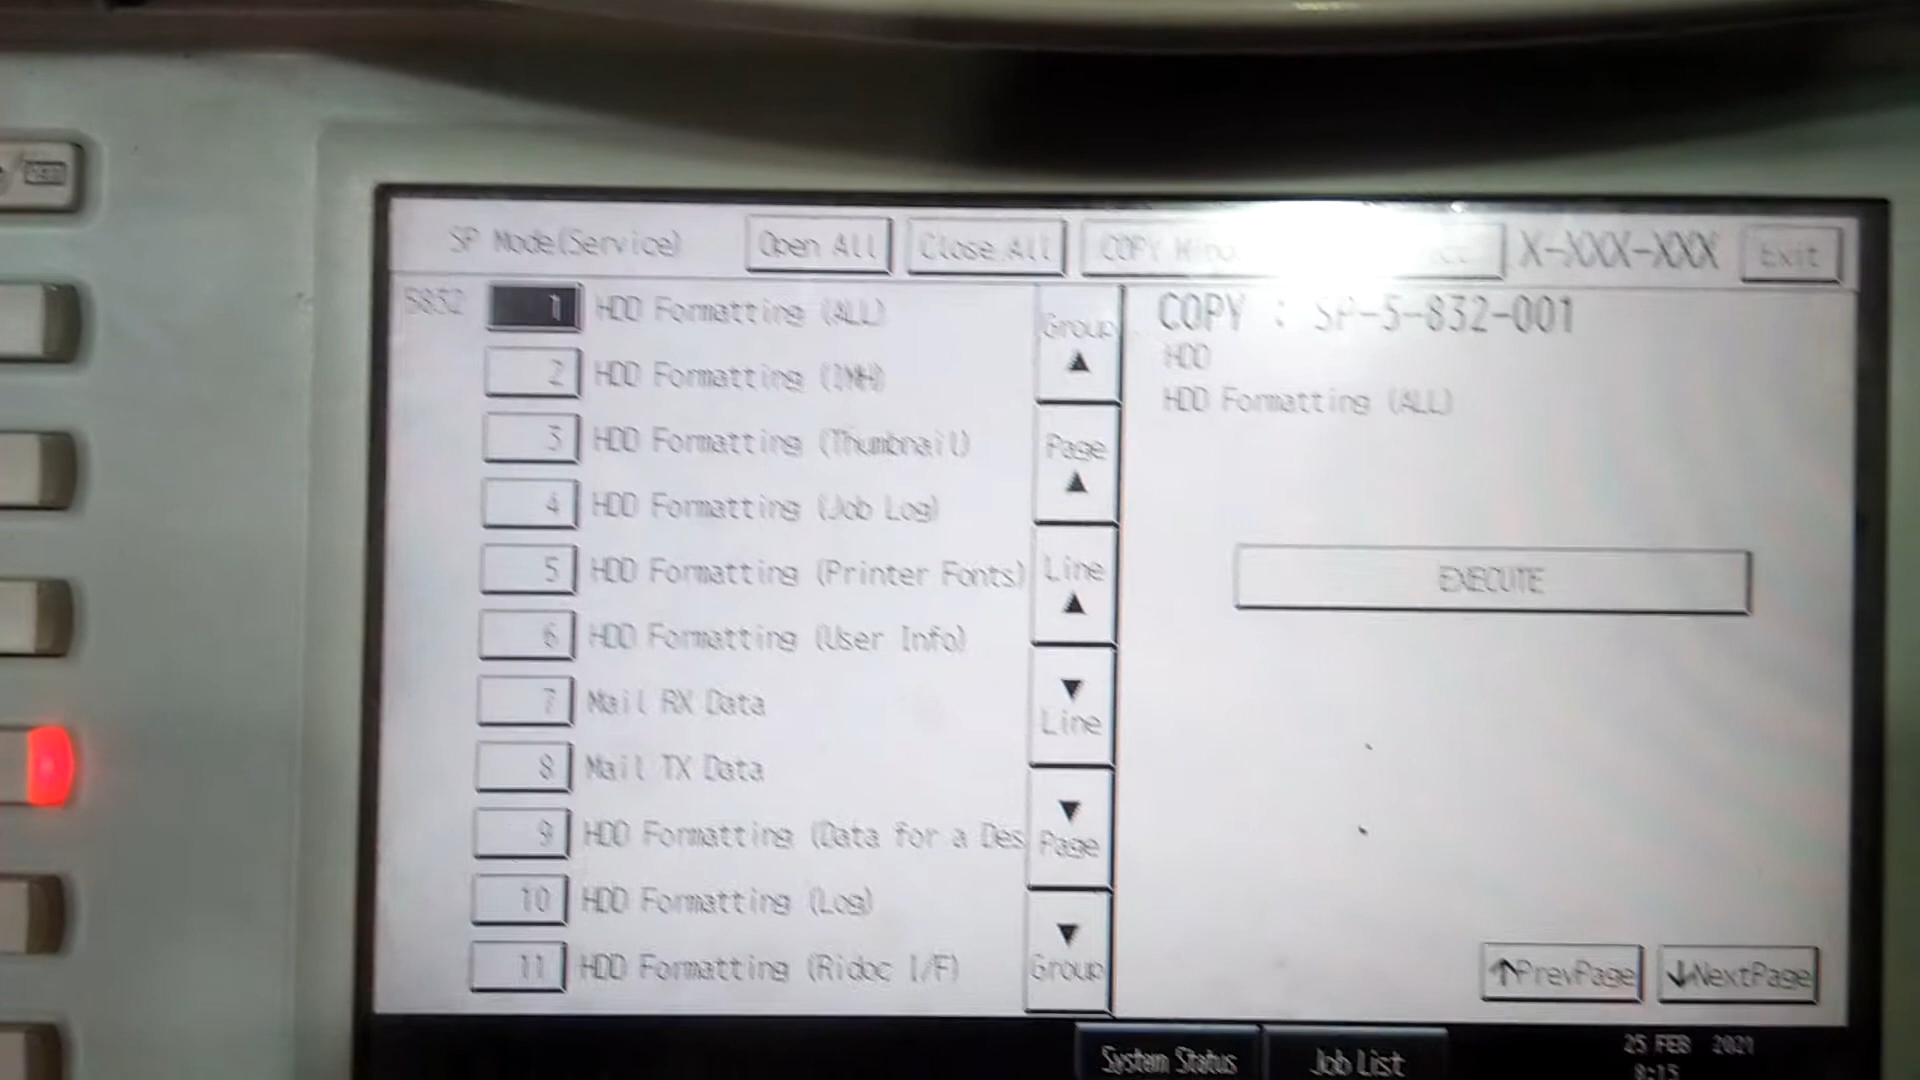 SP Mode(Service) Open All Close All COPY X-XXX-XXX Exit
5832 1 HDD Formatting (ALL)
2 HDD Formatting (IMH)
3 HDD Formatting (Thumbnail)
4 HDD Formatting (Job Log)
5 HDD Formatting (Printer Fonts)
6 HDD Formatting (User Info)
7 Mail RX Data
8 Mail TX Data
9 HDD Formatting (Data for a Des
10 HDD Formatting (Log)
11 HDD Formatting (Ridoc I/F)
Group
Page
Line
Line
Page
Group
COPY : SP-5-832-001
HDD
HDD Formatting (ALL)
EXECUTE
↑PrevPage ↓NextPage
System Status Job List 25 FEB 2021
8:15